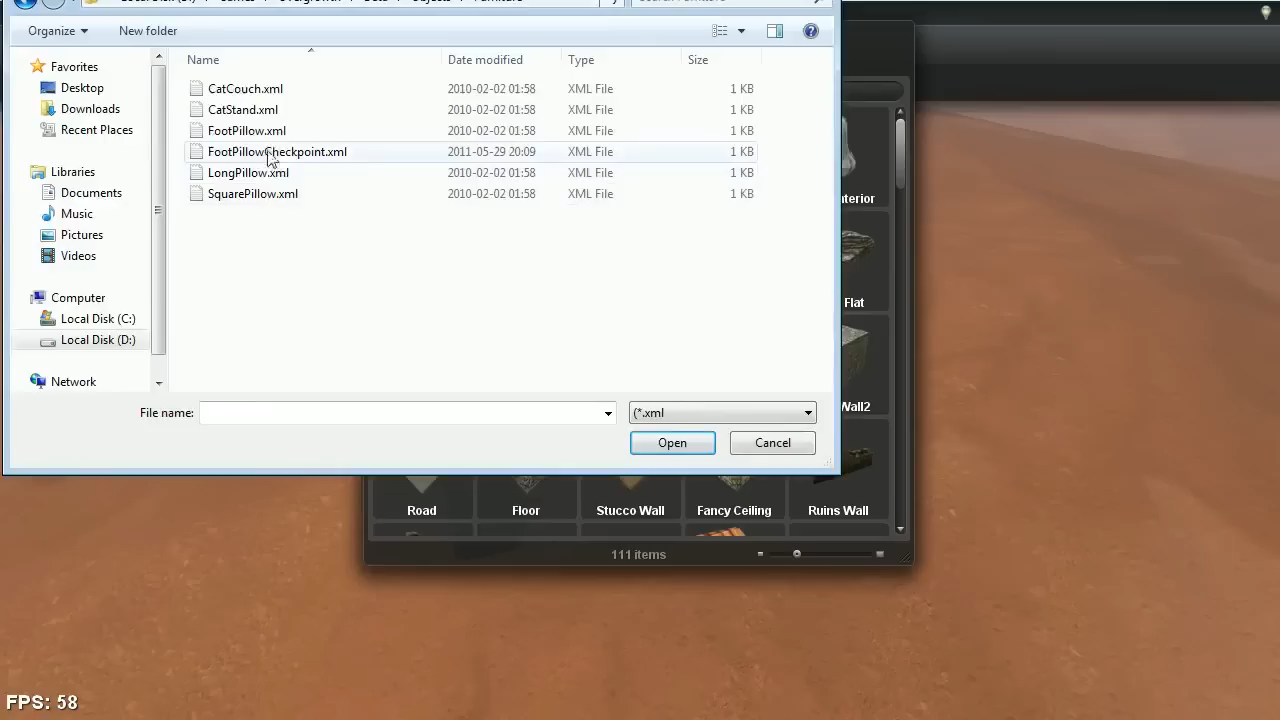 Organize
New folder
Name
Date modified
Type
Size
Favorites
Desktop
Downloads
Recent Places
Libraries
Documents
Music
Pictures
Videos
Computer
Local Disk (C:)
Local Disk (D:)
Network
CatCouch.xml 2010-02-02 01:58 XML File 1 KB
CatStand.xml 2010-02-02 01:58 XML File 1 KB
FootPillow.xml 2010-02-02 01:58 XML File 1 KB
FootPillowCheckpoint.xml 2011-05-29 20:09 XML File 1 KB
LongPillow.xml 2010-02-02 01:58 XML File 1 KB
SquarePillow.xml 2010-02-02 01:58 XML File 1 KB
File name:
(*.xml
Open
Cancel
Flat
Wall2
Road
Floor
Stucco Wall
Fancy Ceiling
Ruins Wall
111 items
FPS: 58